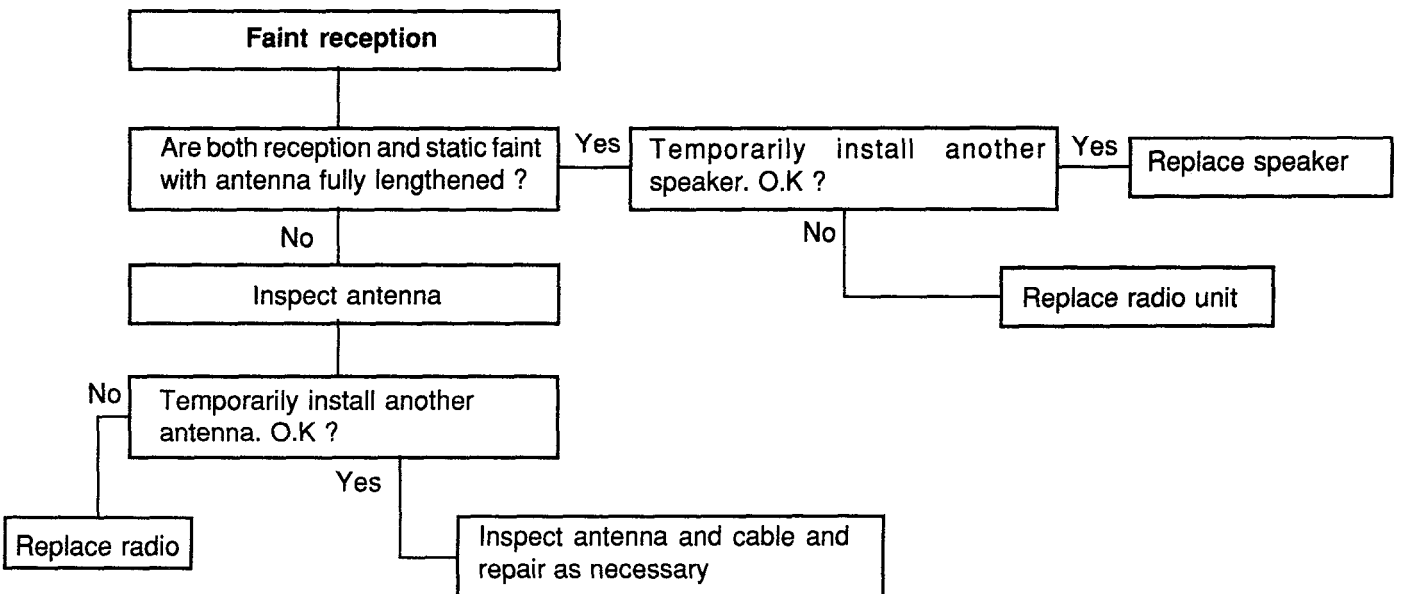 Faint reception
Are both reception and static faint
with antenna fully lengthened ?
Yes
Temporarily install another
speaker. O.K ?
Yes
Replace speaker
No
No
Inspect antenna
Replace radio unit
No
Temporarily install another
antenna. O.K ?
Yes
Replace radio
Inspect antenna and cable and
repair as necessary